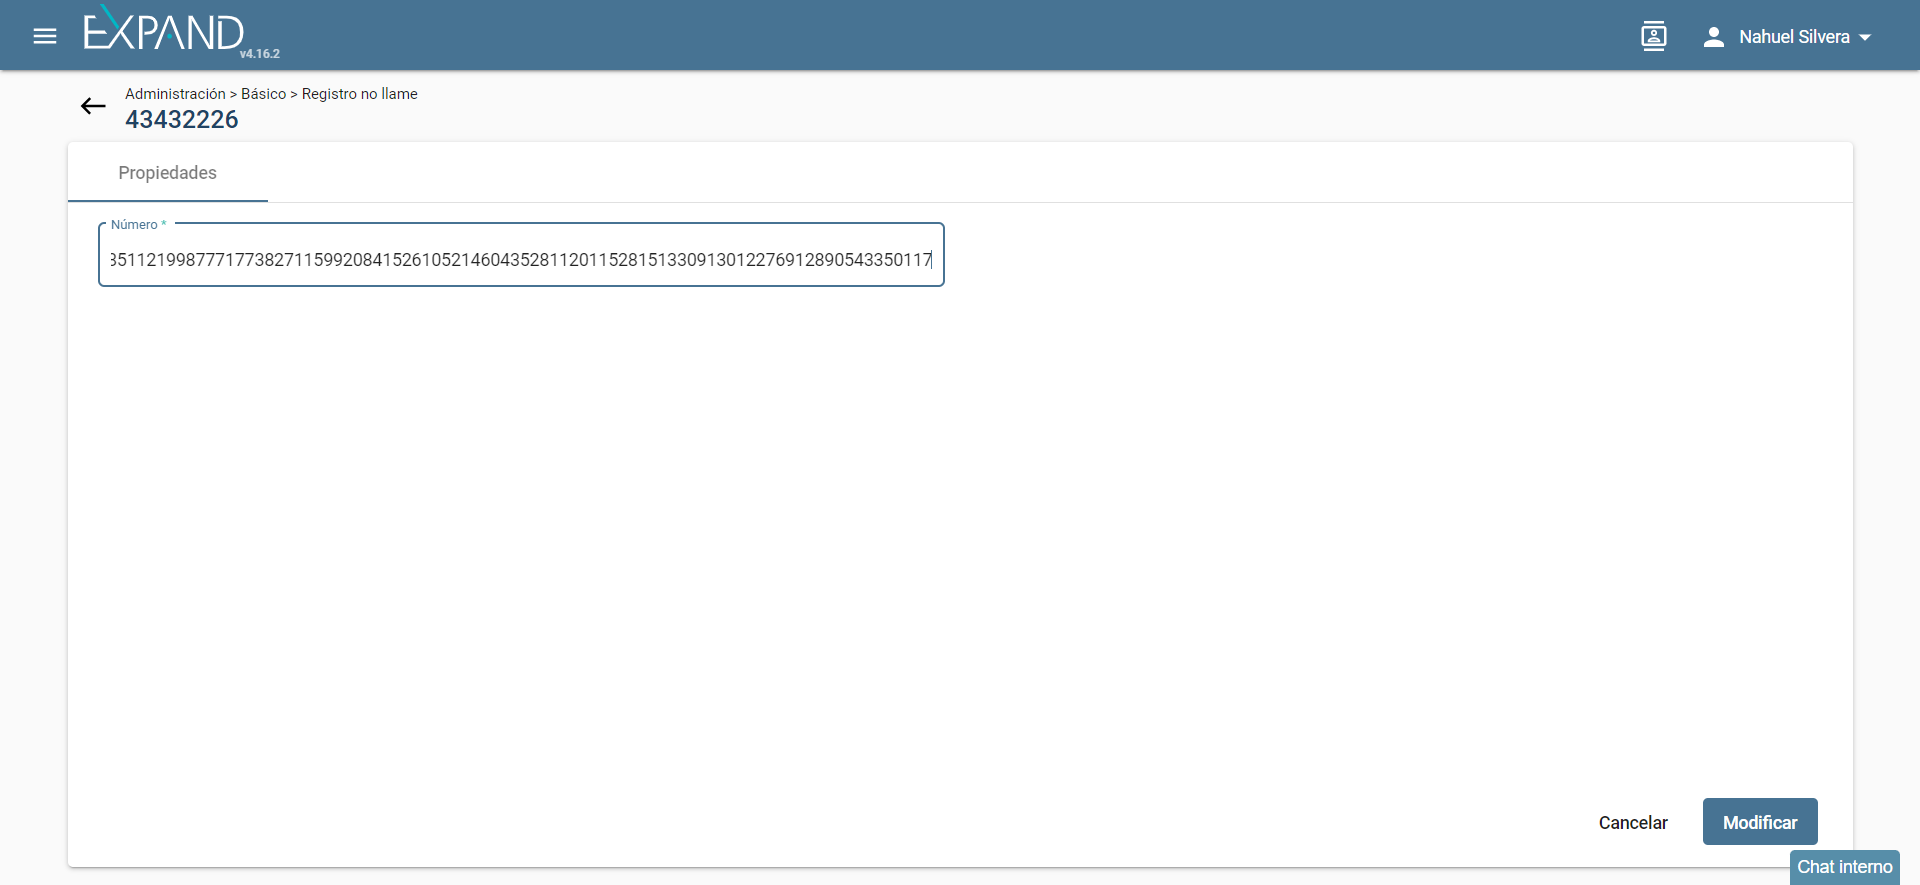 EXPAND
v4.16.2
Nahuel Silvera
Administración > Básico > Registro no llame
43432226
Propiedades
Número *
351121998777177382711599208415261052146043528112011528151330913012276912890543350117
Cancelar
Modificar
Chat interno